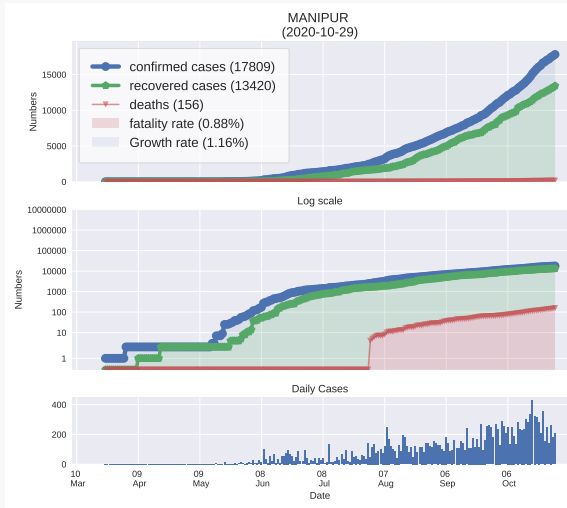 MANIPUR
(2020-10-29)
confirmed cases (17809)
recovered cases (13420)
deaths (156)
fatality rate (0.88%)
Growth rate (1.16%)
Numbers
15000
10000
5000
0
Log scale
Numbers
10000000
1000000
100000
10000
1000
100
10
1
Daily Cases
400
200
0
10 09 09 08 08 07 06 06
Mar Apr May Jun Jul Aug Sep Oct
Date